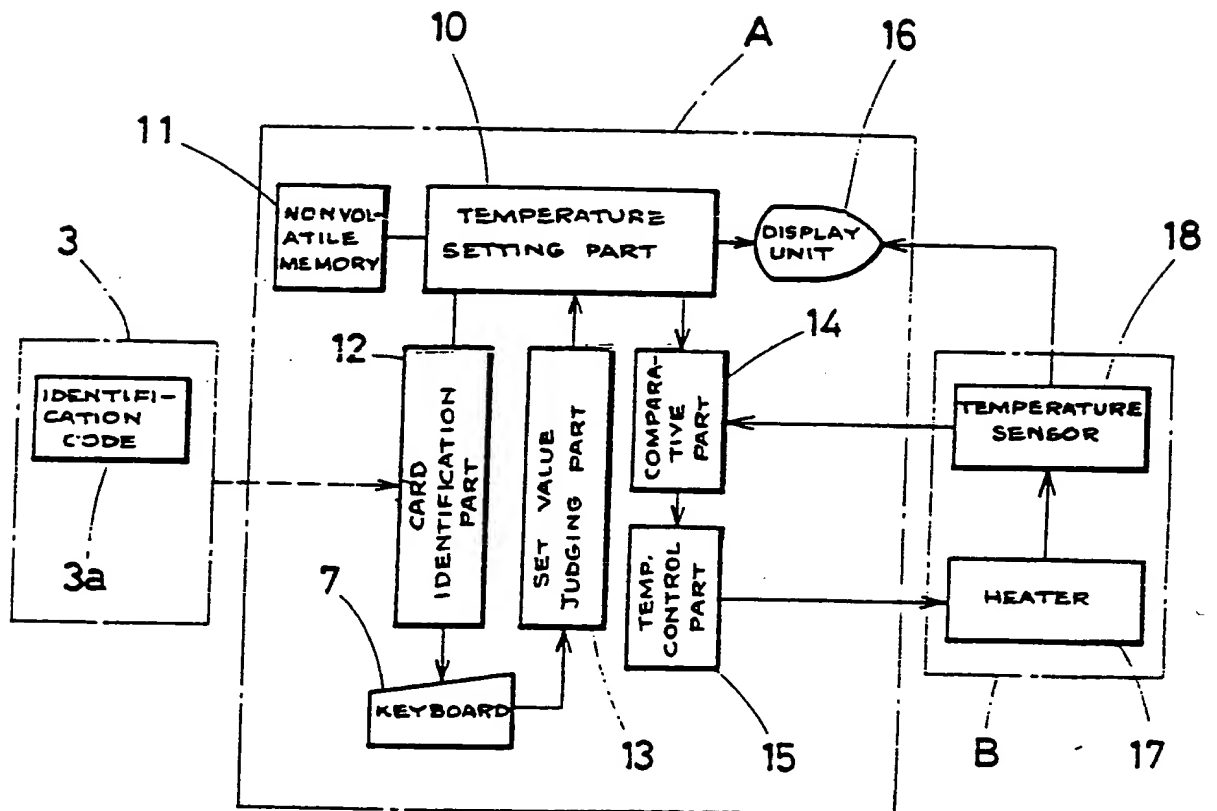 10
A
16
11
NONVOL-
ATILE
MEMORY
TEMPERATURE
SETTING PART
DISPLAY
UNIT
18
3
12
14
IDENTIFI-
CATION
CODE
3a
CARD
IDENTIFICATION
PART
SET VALUE
JUDGING PART
COMPARA-
TIVE
PART
TEMPERATURE
SENSOR
7
TEMP.
CONTROL
PART
HEATER
KEYBOARD
13
15
B
17